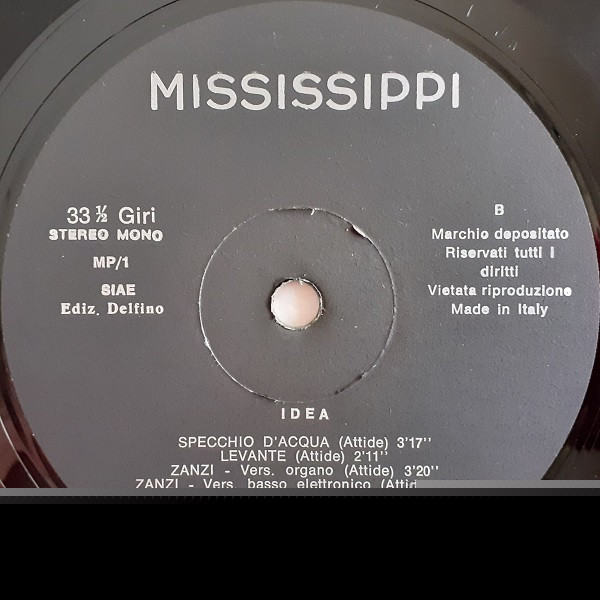 MISSISSIPPI
33 ½ Giri
STEREO MONO
MP/1
SIAE
Ediz. Delfino
B
Marchio depositato
Riservati tutti i
diritti
Vietata riproduzione
Made in Italy
IDEA
SPECCHIO D'ACQUA (Attide) 3'17''
LEVANTE (Attide) 2'11''
ZANZI - Vers. organo (Attide) 3'20''
ZANZI - Vers. basso elettronico